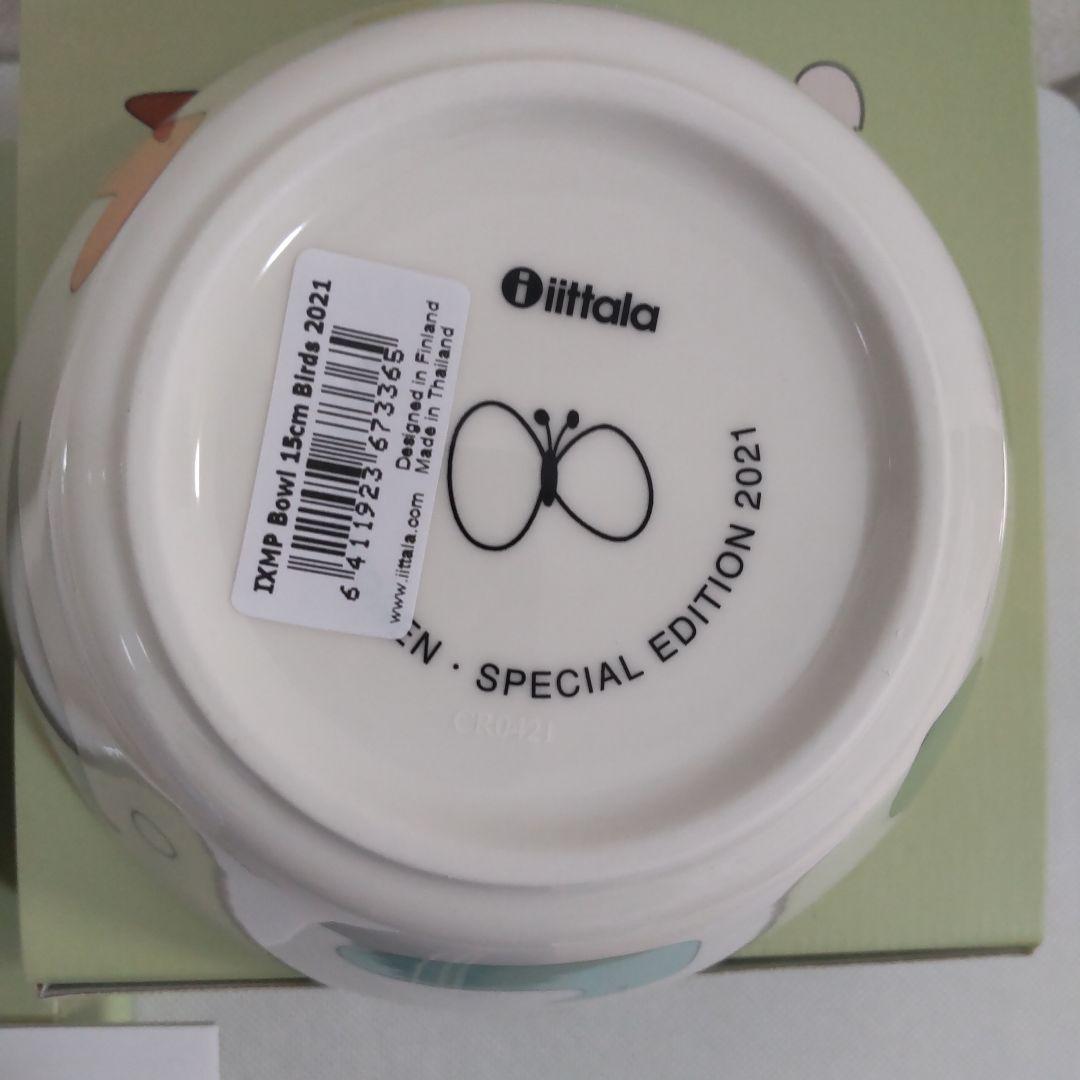 iittala
EN · SPECIAL EDITION 2021
CR0421
IXMP Bowl 15cm Birds 2021
6 411923 673365
Designed in Finland
www.iittala.com Made in Thailand